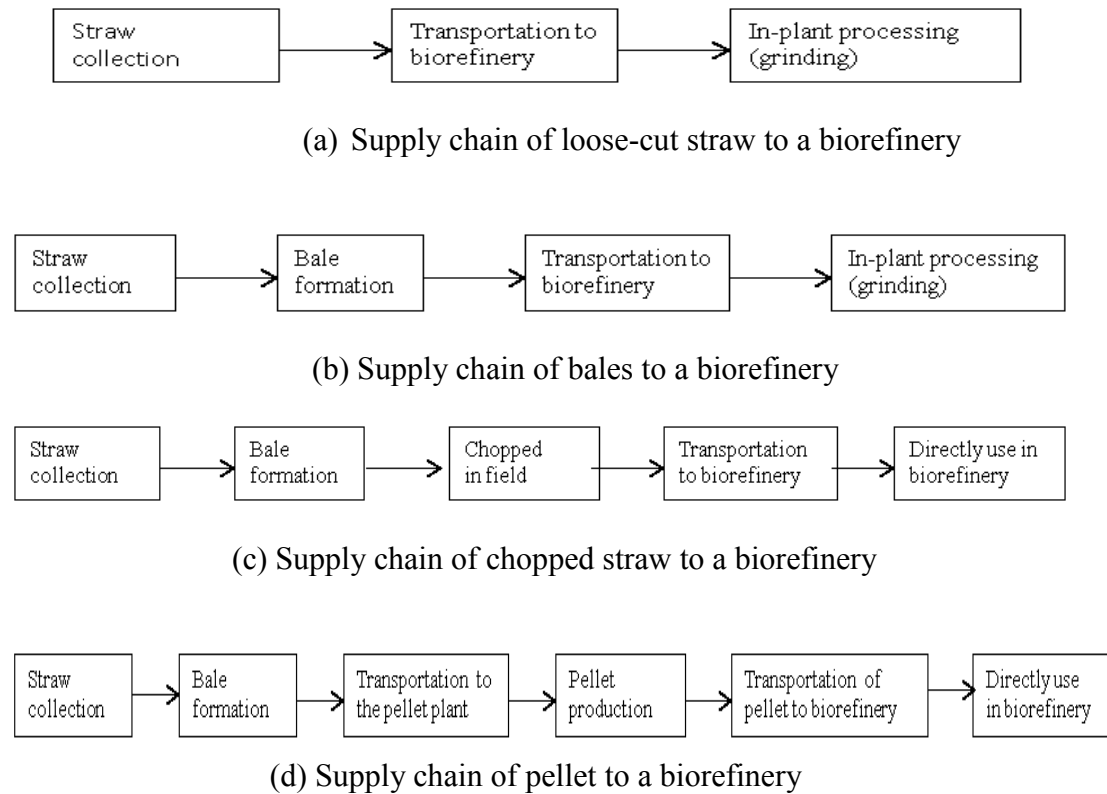 Straw
collection
Transportation to
biorefinery
In-plant processing
(grinding)
(a) Supply chain of loose-cut straw to a biorefinery
Straw
collection
Bale
formation
Transportation to
biorefinery
In-plant processing
(grinding)
(b) Supply chain of bales to a biorefinery
Straw
collection
Bale
formation
Chopped
in field
Transportation
to biorefinery
Directly use in
biorefinery
(c) Supply chain of chopped straw to a biorefinery
Straw
collection
Bale
formation
Transportation to
the pellet plant
Pellet
production
Transportation of
pellet to biorefinery
Directly use
in biorefinery
(d) Supply chain of pellet to a biorefinery